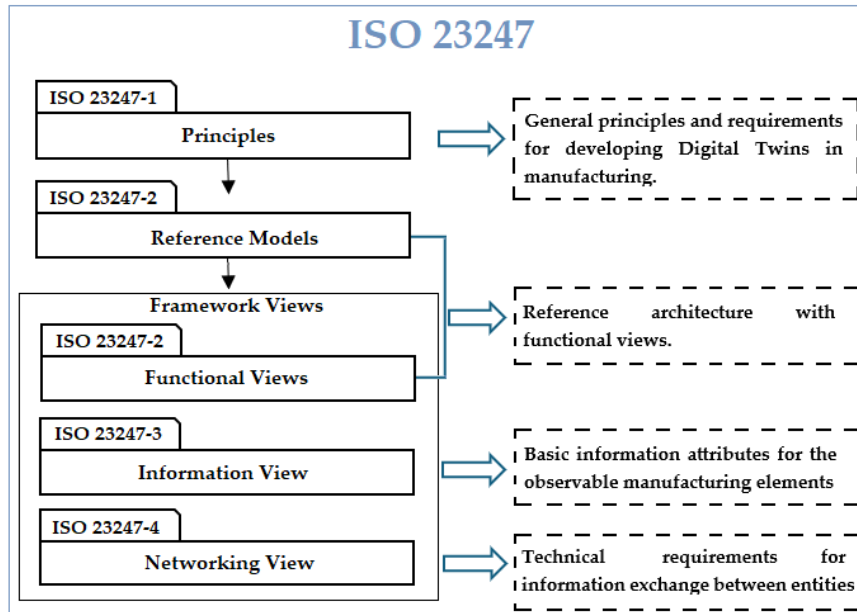 ISO 23247
ISO 23247-1
Principles
General principles and requirements
for developing Digital Twins in
manufacturing.
ISO 23247-2
Reference Models
Framework Views
ISO 23247-2
Functional Views
Reference architecture with
functional views.
ISO 23247-3
Information View
Basic information attributes for the
observable manufacturing elements
ISO 23247-4
Networking View
Technical requirements for
information exchange between entities